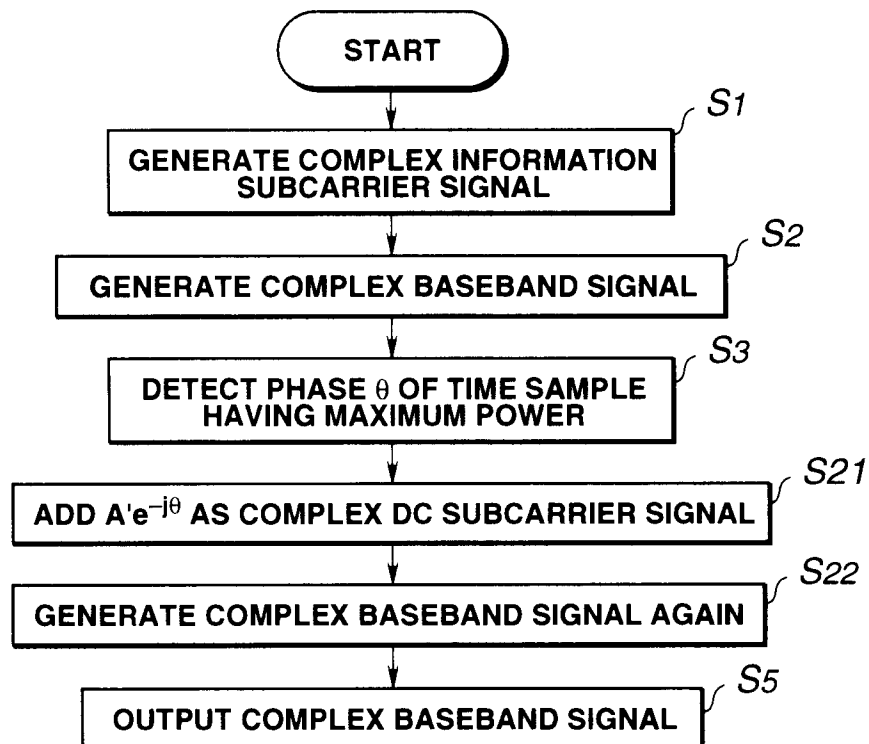 START
S1
GENERATE COMPLEX INFORMATION
SUBCARRIER SIGNAL
S2
GENERATE COMPLEX BASEBAND SIGNAL
S3
DETECT PHASE θ OF TIME SAMPLE
HAVING MAXIMUM POWER
S21
ADD A'e^–jθ AS COMPLEX DC SUBCARRIER SIGNAL
S22
GENERATE COMPLEX BASEBAND SIGNAL AGAIN
S5
OUTPUT COMPLEX BASEBAND SIGNAL